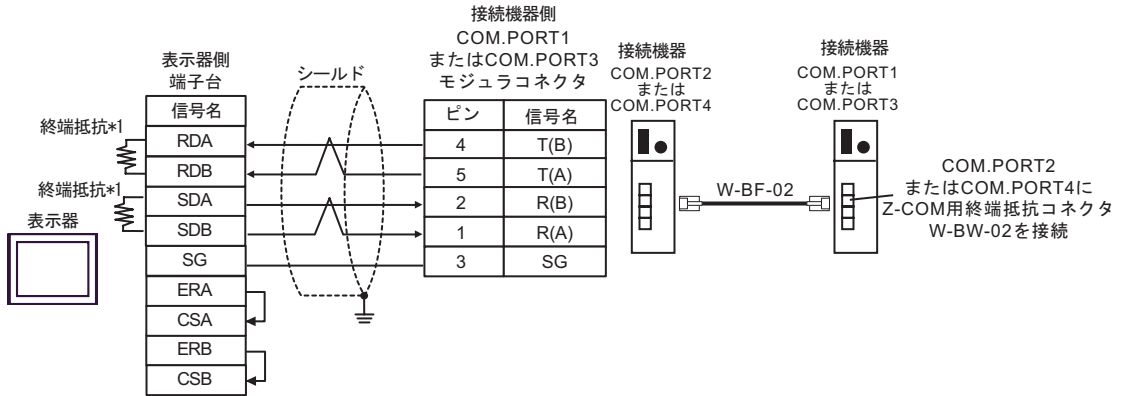 接続機器側
COM.PORT1
またはCOM.PORT3
モジュラコネクタ
表示器側
端子台
シールド
接続機器
COM.PORT2
または
COM.PORT4
接続機器
COM.PORT1
または
COM.PORT3
信号名
ピン 信号名
終端抵抗*1
RDA 4 T(B)
RDB 5 T(A)
終端抵抗*1
SDA 2 R(B)
SDB 1 R(A)
SG 3 SG
ERA
CSA
ERB
CSB
表示器
W-BF-02
COM.PORT2
またはCOM.PORT4に
Z-COM用終端抵抗コネクタ
W-BW-02を接続